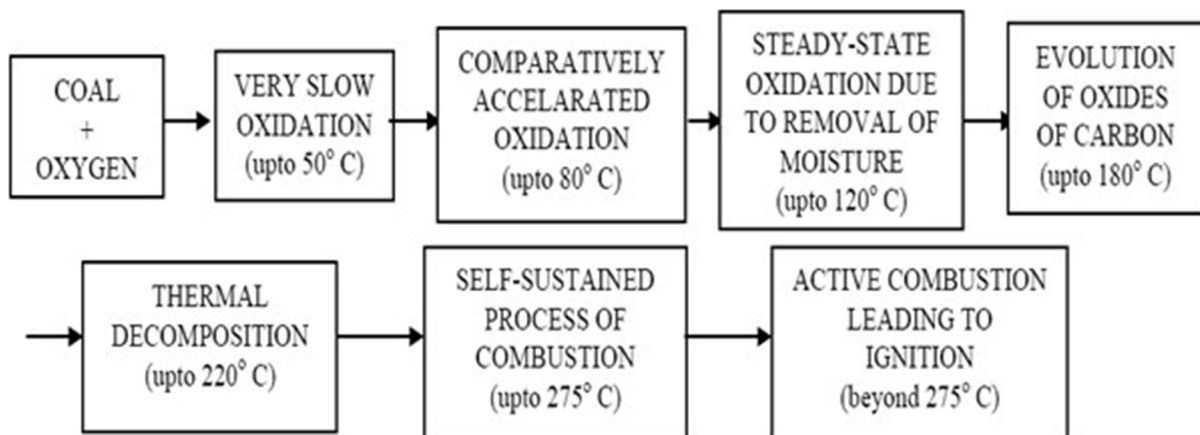 COAL
+
OXYGEN
VERY SLOW
OXIDATION
(upto 50° C)
COMPARATIVELY
ACCELARATED
OXIDATION
(upto 80° C)
STEADY-STATE
OXIDATION DUE
TO REMOVAL OF
MOISTURE
(upto 120° C)
EVOLUTION
OF OXIDES
OF CARBON
(upto 180° C)
THERMAL
DECOMPOSITION
(upto 220° C)
SELF-SUSTAINED
PROCESS OF
COMBUSTION
(upto 275° C)
ACTIVE COMBUSTION
LEADING TO
IGNITION
(beyond 275° C)